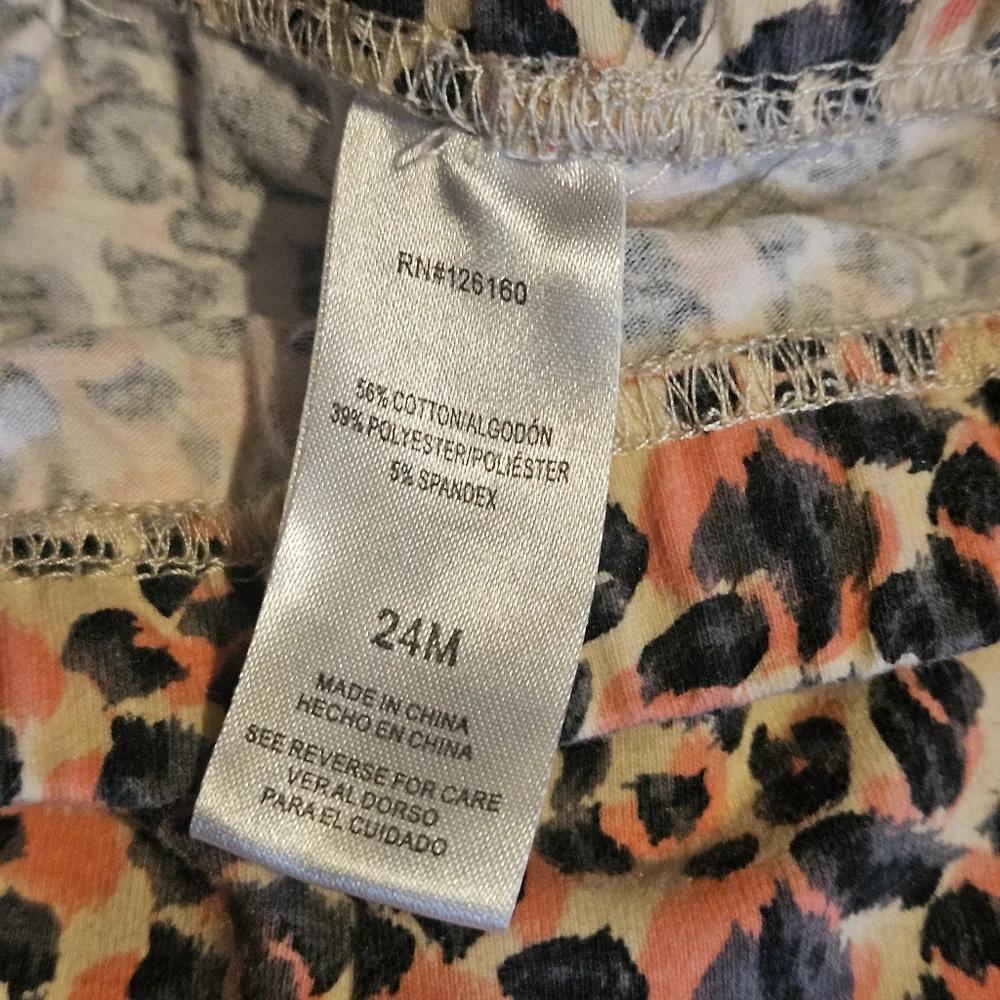 RN#126160
56% COTTON/ALGODÓN
39% POLYESTER/POLIÉSTER
5% SPANDEX
24M
MADE IN CHINA
HECHO EN CHINA
SEE REVERSE FOR CARE
VER AL DORSO
PARA EL CUIDADO